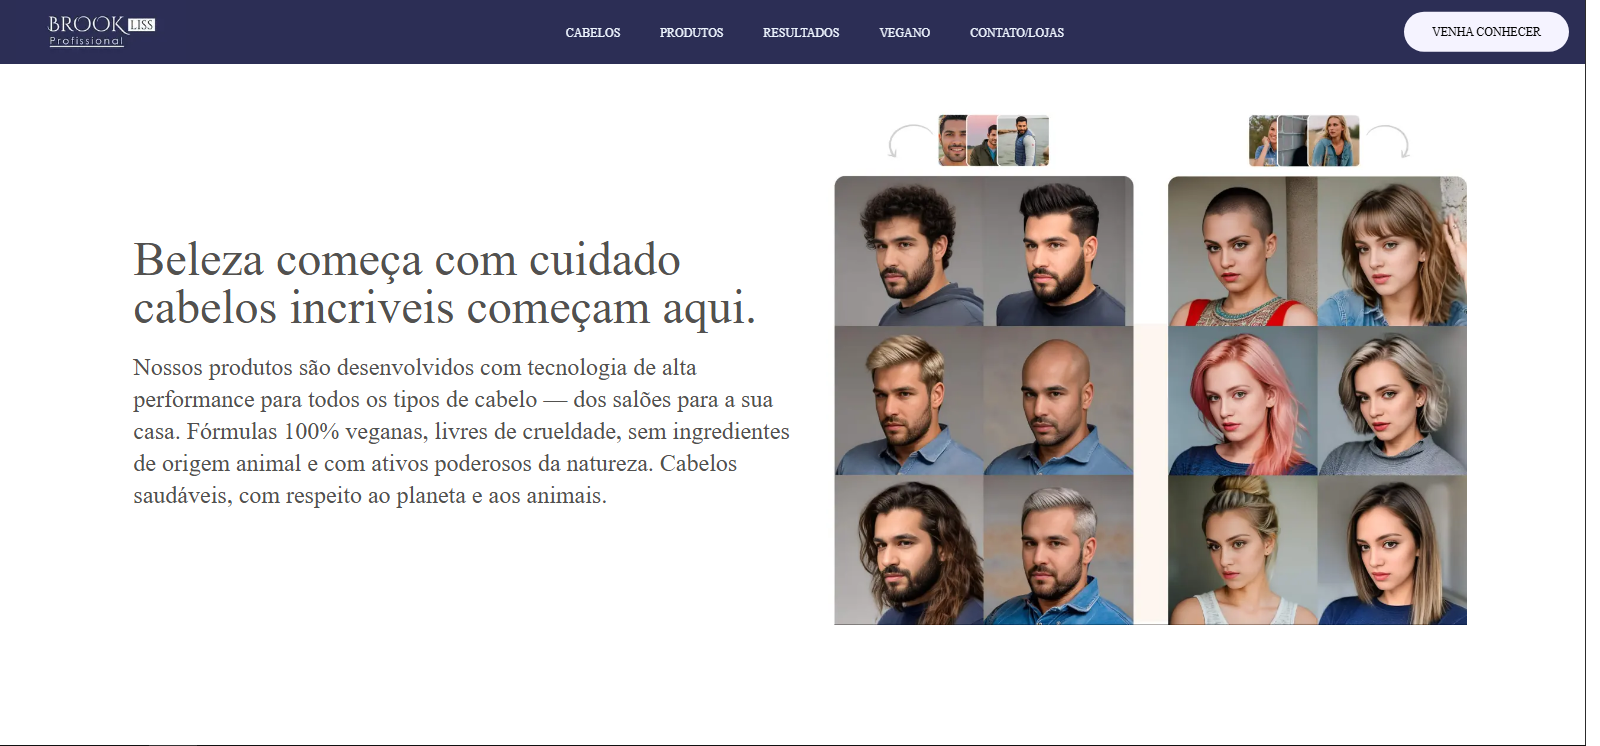 BROOK LISS
Profissional
CABELOS
PRODUTOS
RESULTADOS
VEGANO
CONTATO/LOJAS
VENHA CONHECER
Beleza começa com cuidado
cabelos incriveis começam aqui.
Nossos produtos são desenvolvidos com tecnologia de alta
performance para todos os tipos de cabelo — dos salões para a sua
casa. Fórmulas 100% veganas, livres de crueldade, sem ingredientes
de origem animal e com ativos poderosos da natureza. Cabelos
saudáveis, com respeito ao planeta e aos animais.